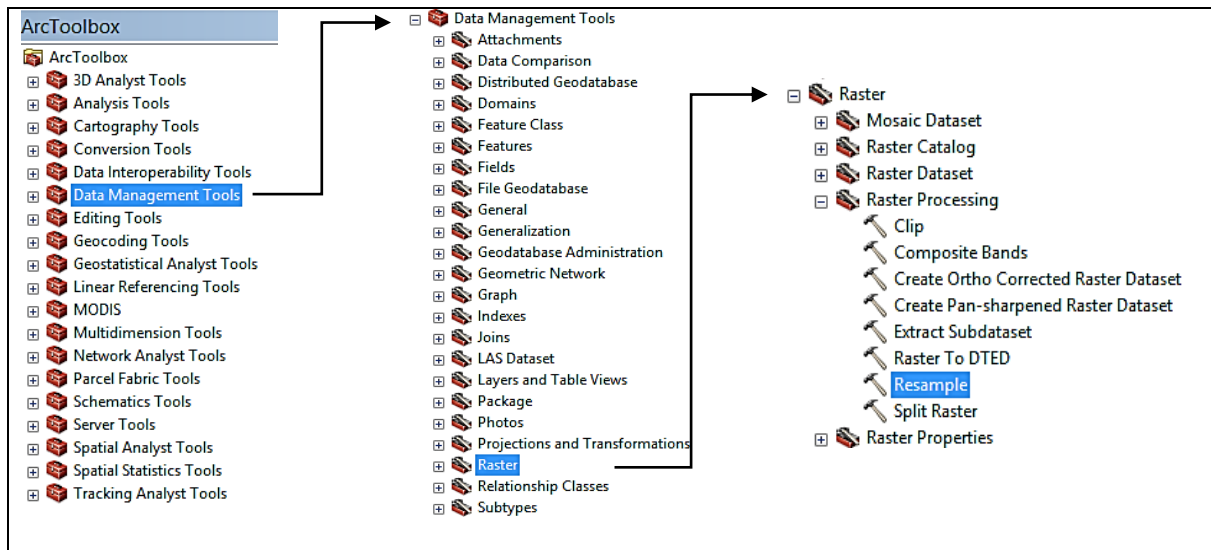 ArcToolbox
ArcToolbox
3D Analyst Tools
Analysis Tools
Cartography Tools
Conversion Tools
Data Interoperability Tools
Data Management Tools
Editing Tools
Geocoding Tools
Geostatistical Analyst Tools
Linear Referencing Tools
MODIS
Multidimension Tools
Network Analyst Tools
Parcel Fabric Tools
Schematics Tools
Server Tools
Spatial Analyst Tools
Spatial Statistics Tools
Tracking Analyst Tools
Data Management Tools
Attachments
Data Comparison
Distributed Geodatabase
Domains
Feature Class
Features
Fields
File Geodatabase
General
Generalization
Geodatabase Administration
Geometric Network
Graph
Indexes
Joins
LAS Dataset
Layers and Table Views
Package
Photos
Projections and Transformations
Raster
Relationship Classes
Subtypes
Raster
Mosaic Dataset
Raster Catalog
Raster Dataset
Raster Processing
Clip
Composite Bands
Create Ortho Corrected Raster Dataset
Create Pan-sharpened Raster Dataset
Extract Subdataset
Raster To DTED
Resample
Split Raster
Raster Properties